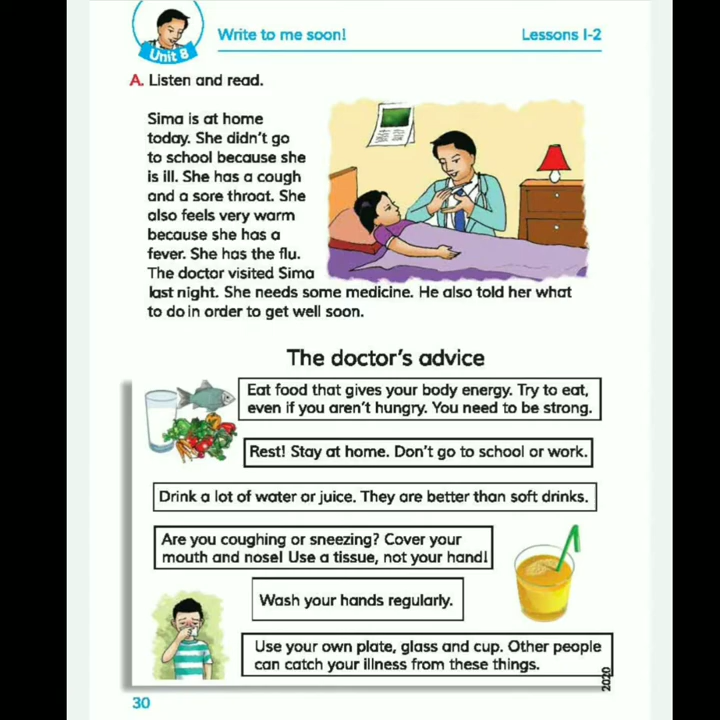 Write to me soon!
Lessons 1-2
Unit 8
A. Listen and read.
Sima is at home
today. She didn't go
to school because she
is ill. She has a cough
and a sore throat. She
also feels very warm
because she has a
fever. She has the flu.
The doctor visited Sima
last night. She needs some medicine. He also told her what
to do in order to get well soon.
The doctor's advice
Eat food that gives your body energy. Try to eat,
even if you aren't hungry. You need to be strong.
Rest! Stay at home. Don't go to school or work.
Drink a lot of water or juice. They are better than soft drinks.
Are you coughing or sneezing? Cover your
mouth and nose! Use a tissue, not your hand!
Wash your hands regularly.
Use your own plate, glass and cup. Other people
can catch your illness from these things.
2020
30